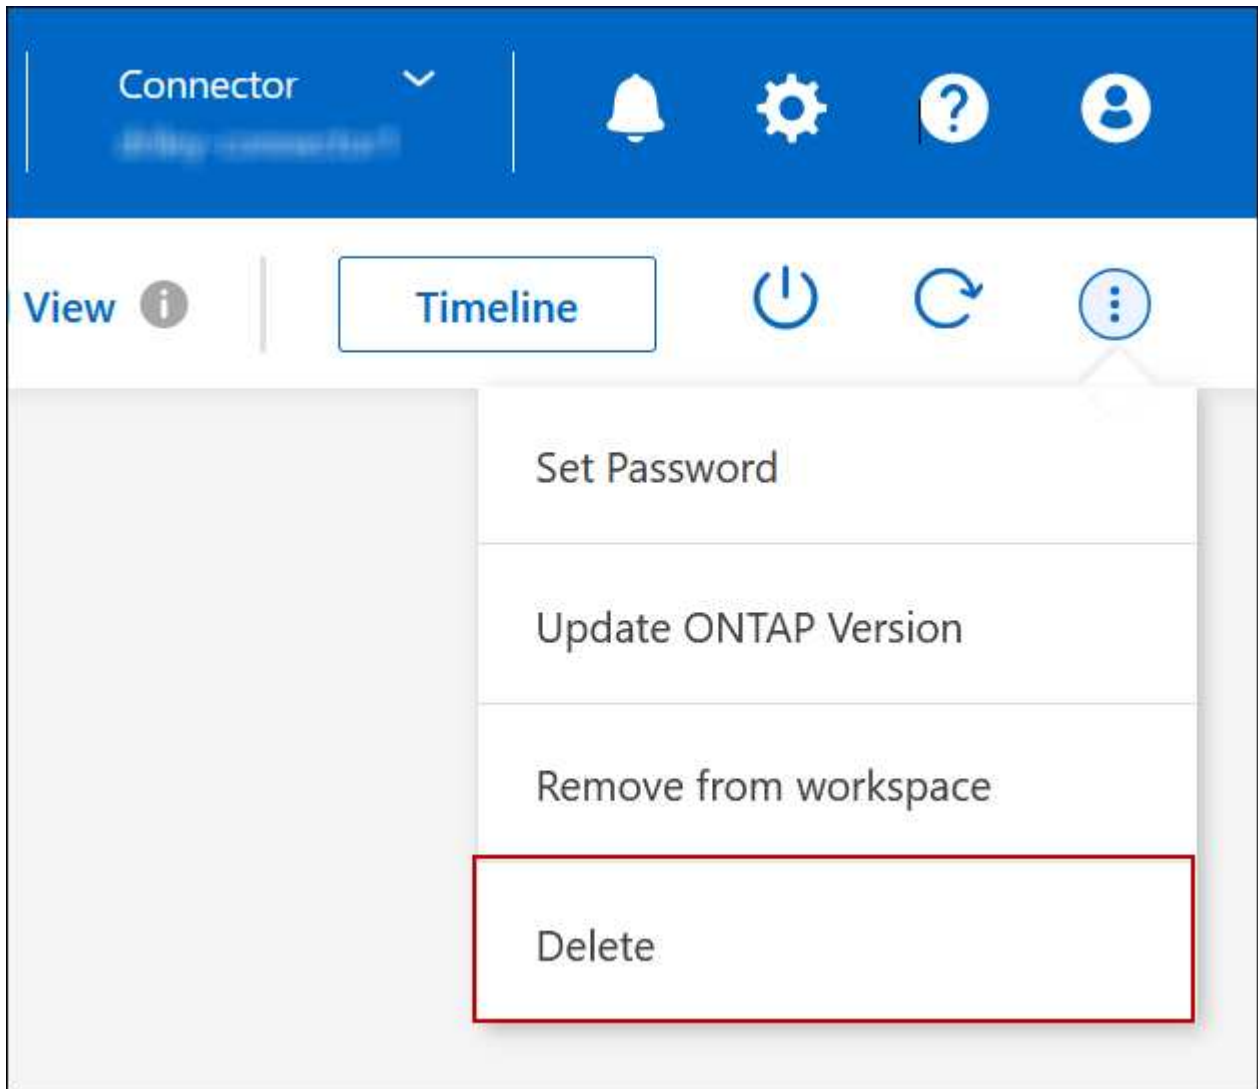 Connector
View
Timeline
Set Password
Update ONTAP Version
Remove from workspace
Delete